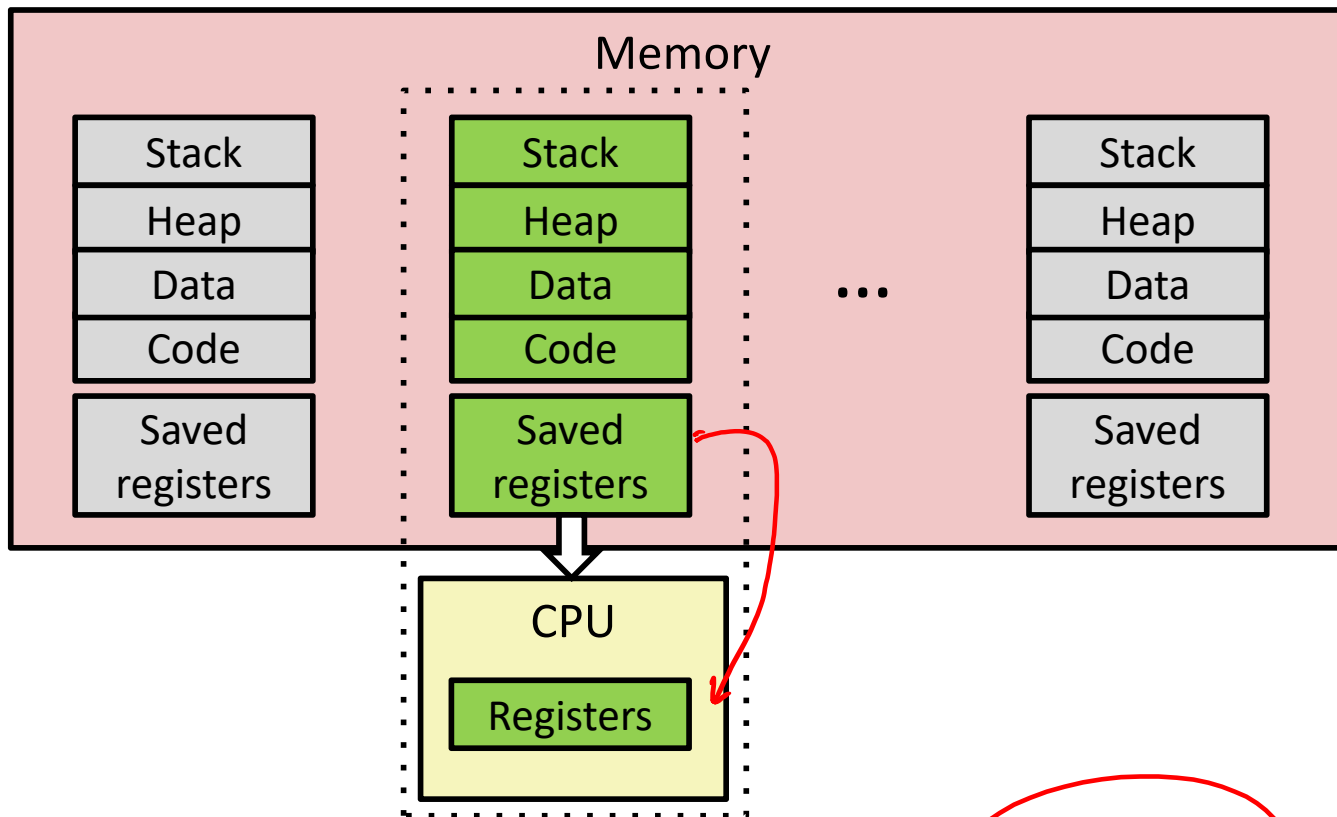 Memory
Stack
Heap
Data
Code
Saved
registers
Stack
Heap
Data
Code
Saved
registers
...
Stack
Heap
Data
Code
Saved
registers
CPU
Registers